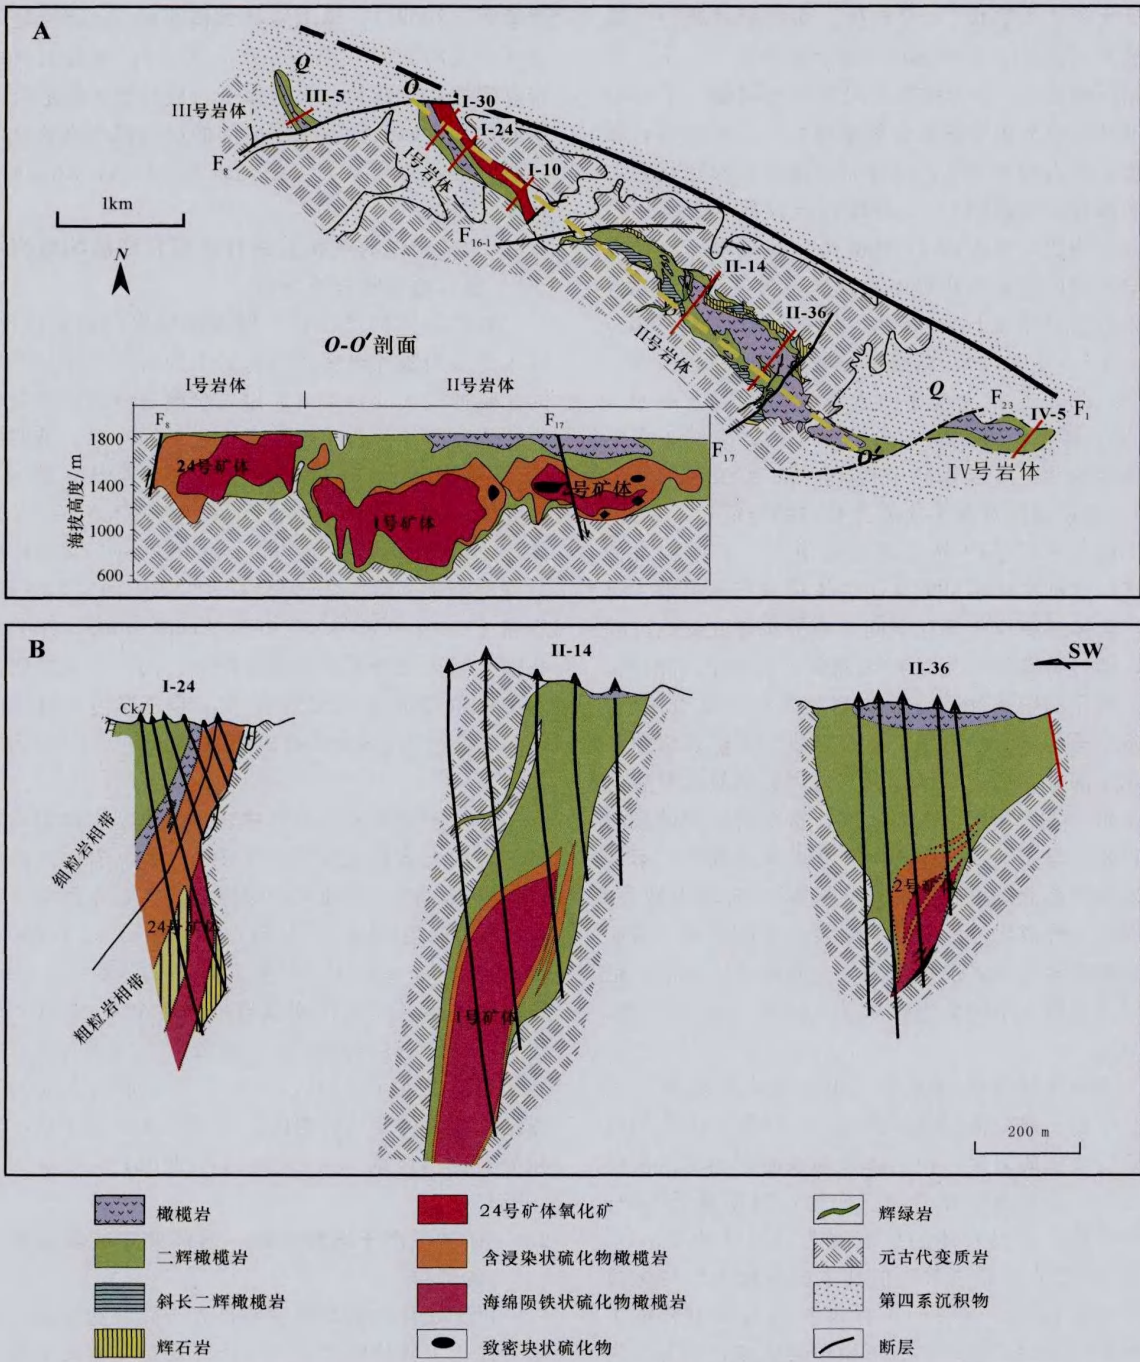 A
Q
O
III-5
I-30
III号岩体
I-24
I号岩体
F8
I-10
1km
F16-1
N
II-14
II-36
II号岩体
O-O′剖面
Q
F23
IV-5
F1
I号岩体
II号岩体
O′
IV号岩体
F8
F17
F17
1800
1400
1000
600
海拔高度/m
24号矿体
1号矿体
2号矿体
B
II-14
SW
I-24
II-36
Ck71
细粒岩相带
24号矿体
粗粒岩相带
1号矿体
2号矿体
200 m
橄榄岩
24号矿体氧化矿
辉绿岩
二辉橄榄岩
含浸染状硫化物橄榄岩
元古代变质岩
斜长二辉橄榄岩
海绵陨铁状硫化物橄榄岩
第四系沉积物
辉石岩
致密块状硫化物
断层